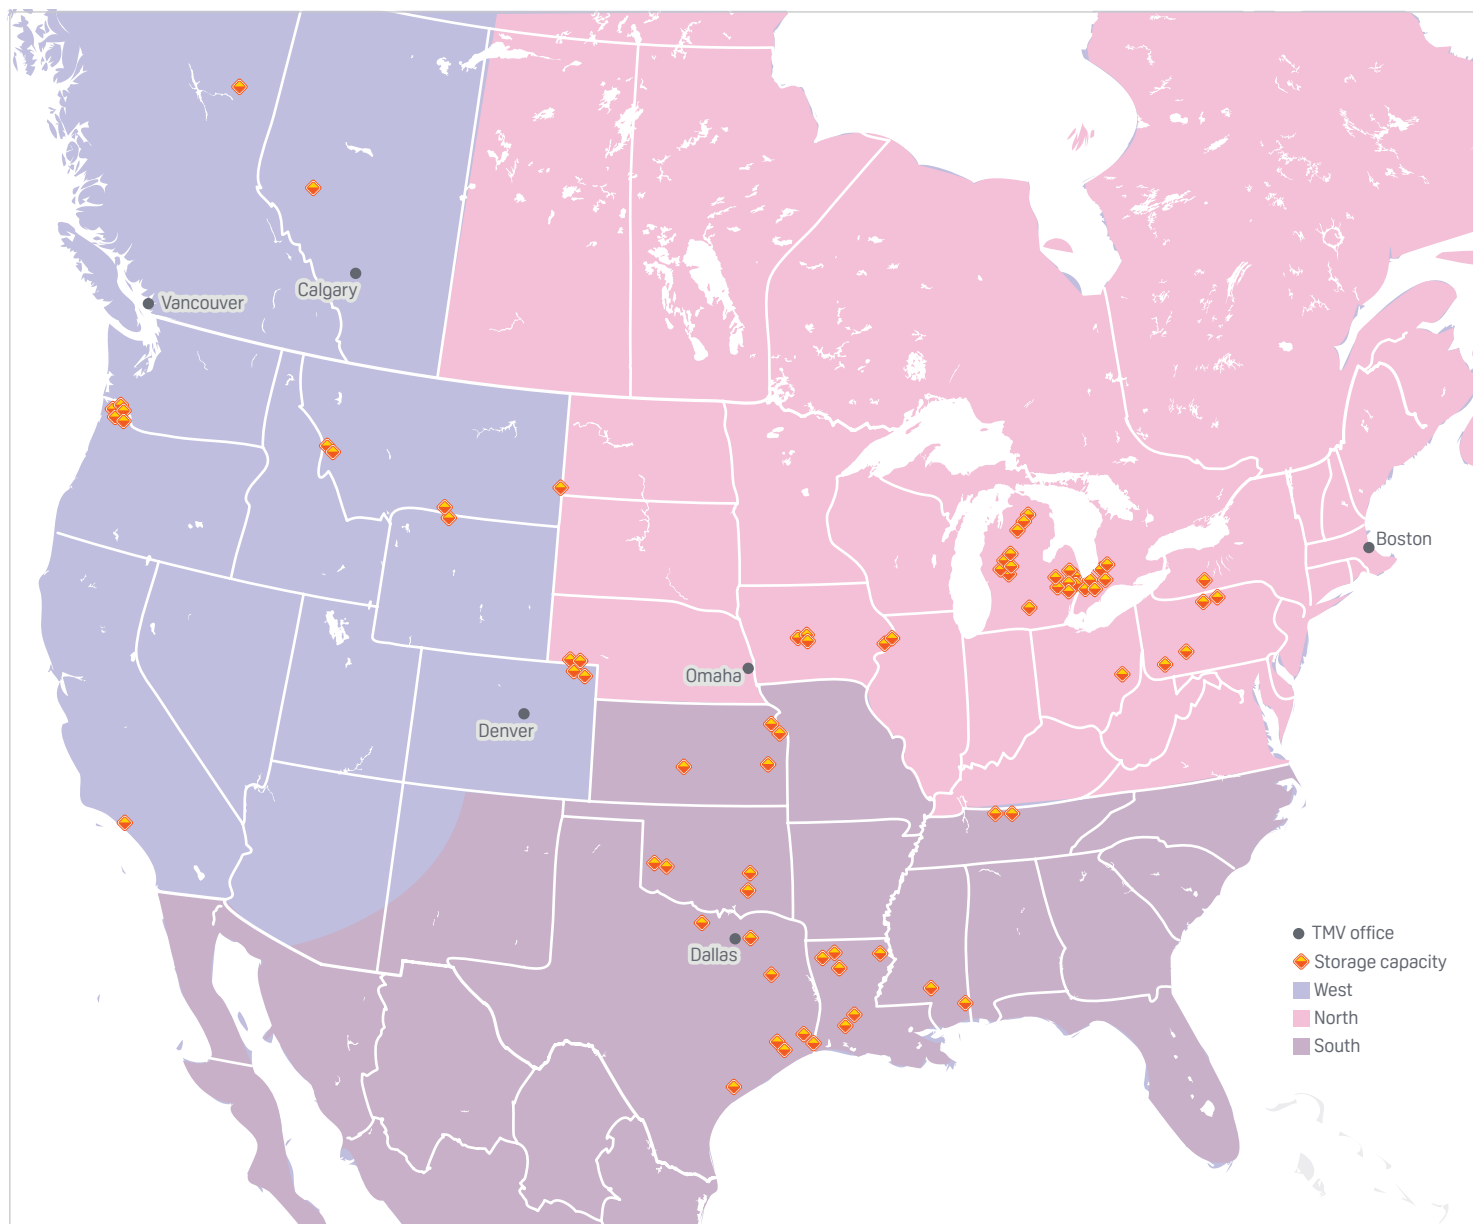 Calgary
Vancouver
Boston
Omaha
Denver
Dallas
TMV office
Storage capacity
West
North
South